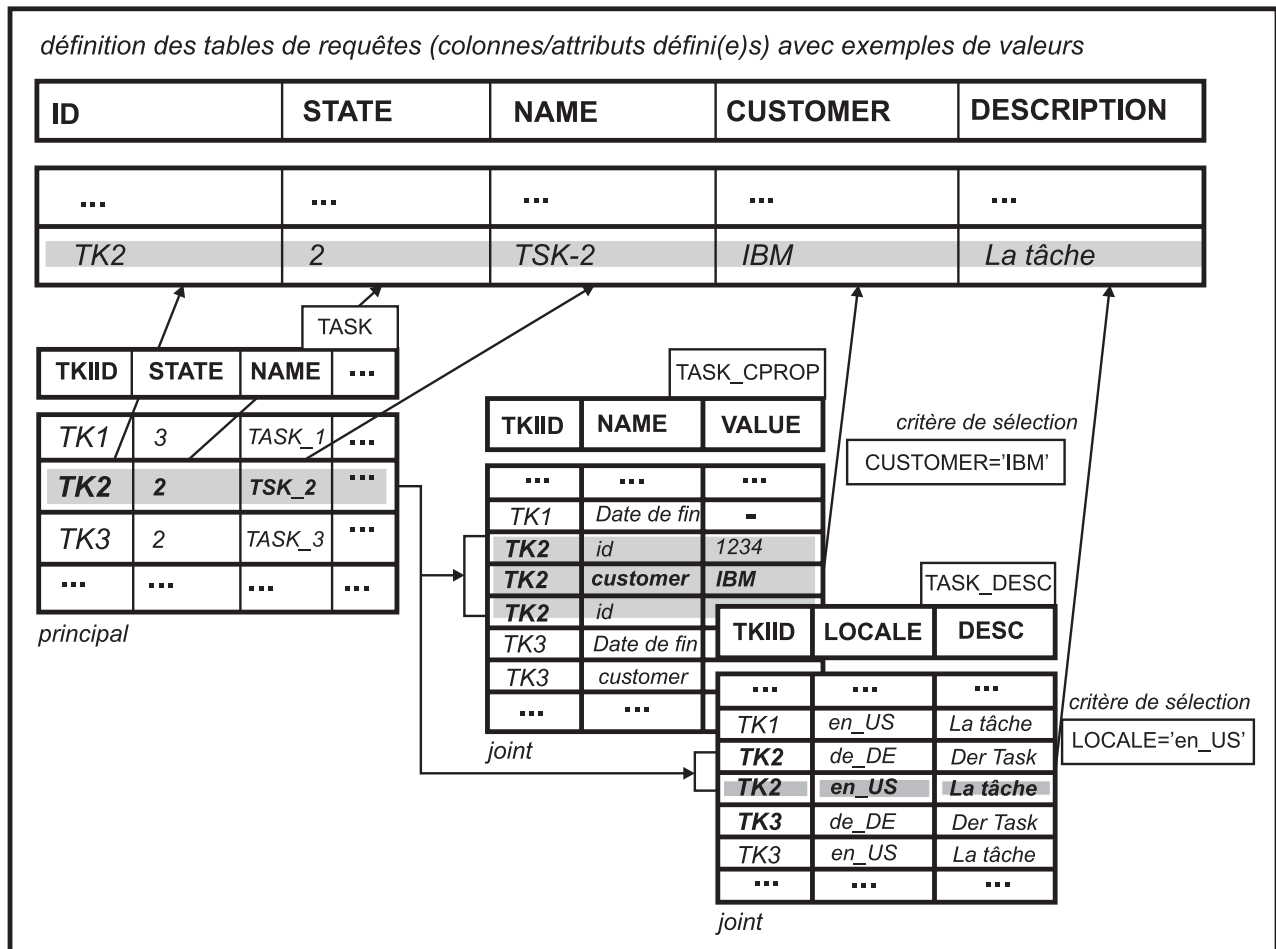 définition des tables de requêtes (colonnes/attributs défini(e)s) avec exemples de valeurs
ID STATE NAME CUSTOMER DESCRIPTION
... ... ... ... ...
TK2 2 TSK-2 IBM La tâche
TASK
TKIID STATE NAME ...
TK1 3 TASK_1 ...
TK2 2 TSK_2 ...
TK3 2 TASK_3 ...
... ... ... ...
principal
TASK_CPROP
TKIID NAME VALUE
... ... ...
TK1 Date de fin -
TK2 id 1234
TK2 customer IBM
TK2 id
TK3 Date de fin
TK3 customer
... ...
joint
critère de sélection
CUSTOMER='IBM'
TASK_DESC
TKIID LOCALE DESC
... ... ...
TK1 en_US La tâche
TK2 de_DE Der Task
TK2 en_US La tâche
TK3 de_DE Der Task
TK3 en_US La tâche
... ... ...
joint
critère de sélection
LOCALE='en_US'